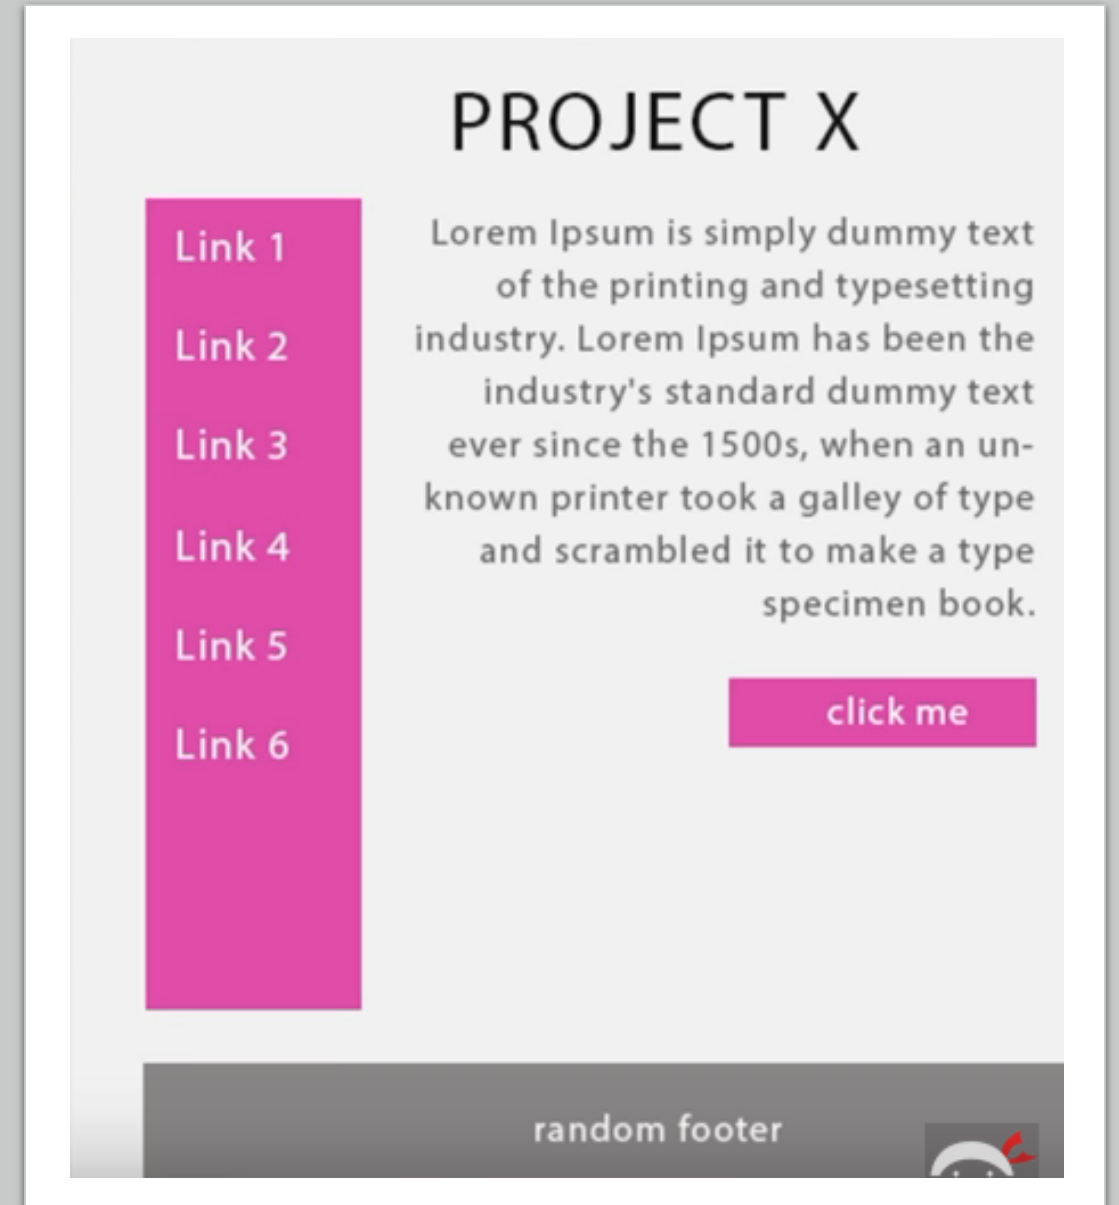 PROJECT X
Link 1
Link 2
Link 3
Link 4
Link 5
Link 6
Lorem Ipsum is simply dummy text
of the printing and typesetting
industry. Lorem Ipsum has been the
industry's standard dummy text
ever since the 1500s, when an un-
known printer took a galley of type
and scrambled it to make a type
specimen book.
click me
random footer